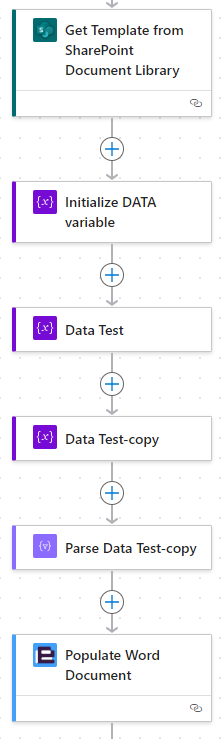 Get Template from
SharePoint
Document Library
{x}
Initialize DATA
variable
{x}
Data Test
{x}
Data Test-copy
{v}
Parse Data Test-copy
Populate Word
Document